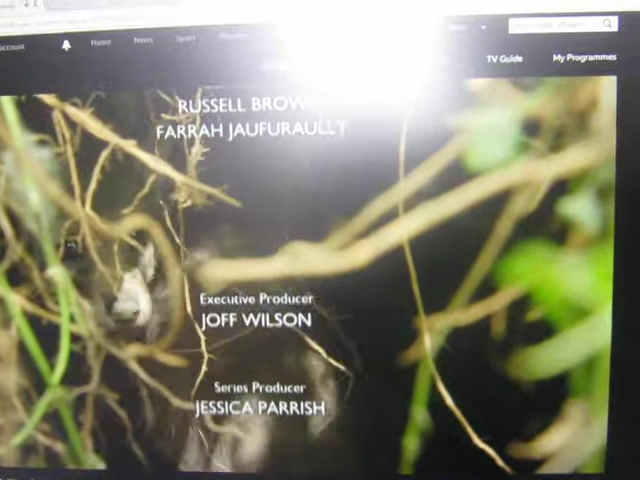 account Home News Sport
TV Guide My Programmes
RUSSELL BROW
FARRAH JAUFURAULLY
Executive Producer
JOFF WILSON
Series Producer
JESSICA PARRISH